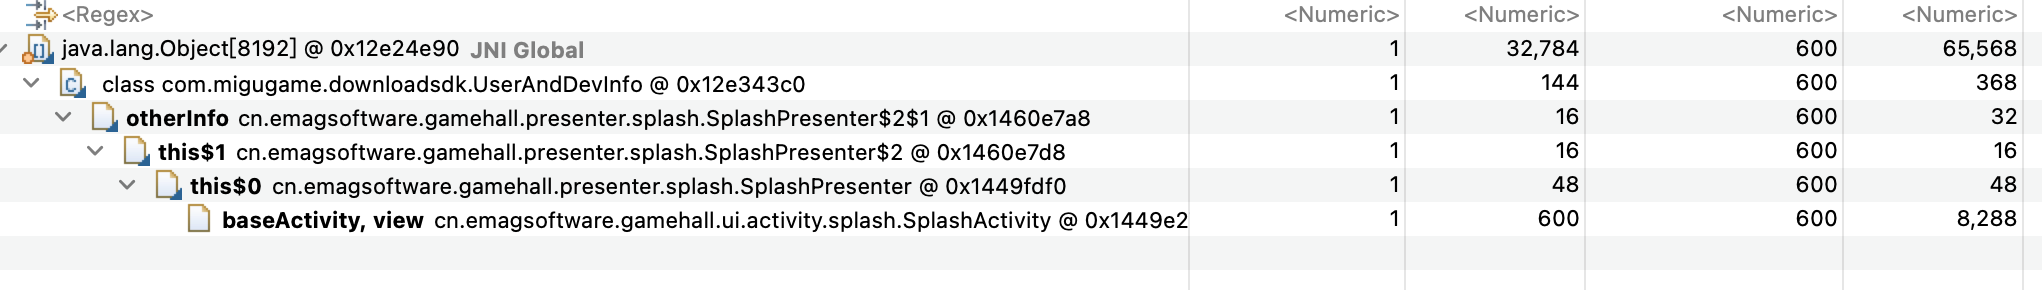 <Regex> <Numeric> <Numeric> <Numeric> <Numeric>
java.lang.Object[8192] @ 0x12e24e90 JNI Global 1 32,784 600 65,568
class com.migugame.downloadsdk.UserAndDevInfo @ 0x12e343c0 1 144 600 368
otherInfo cn.emagsoftware.gamehall.presenter.splash.SplashPresenter$2$1 @ 0x1460e7a8 1 16 600 32
this$1 cn.emagsoftware.gamehall.presenter.splash.SplashPresenter$2 @ 0x1460e7d8 1 16 600 16
this$0 cn.emagsoftware.gamehall.presenter.splash.SplashPresenter @ 0x1449fdf0 1 48 600 48
baseActivity, view cn.emagsoftware.gamehall.ui.activity.splash.SplashActivity @ 0x1449e2 1 600 600 8,288